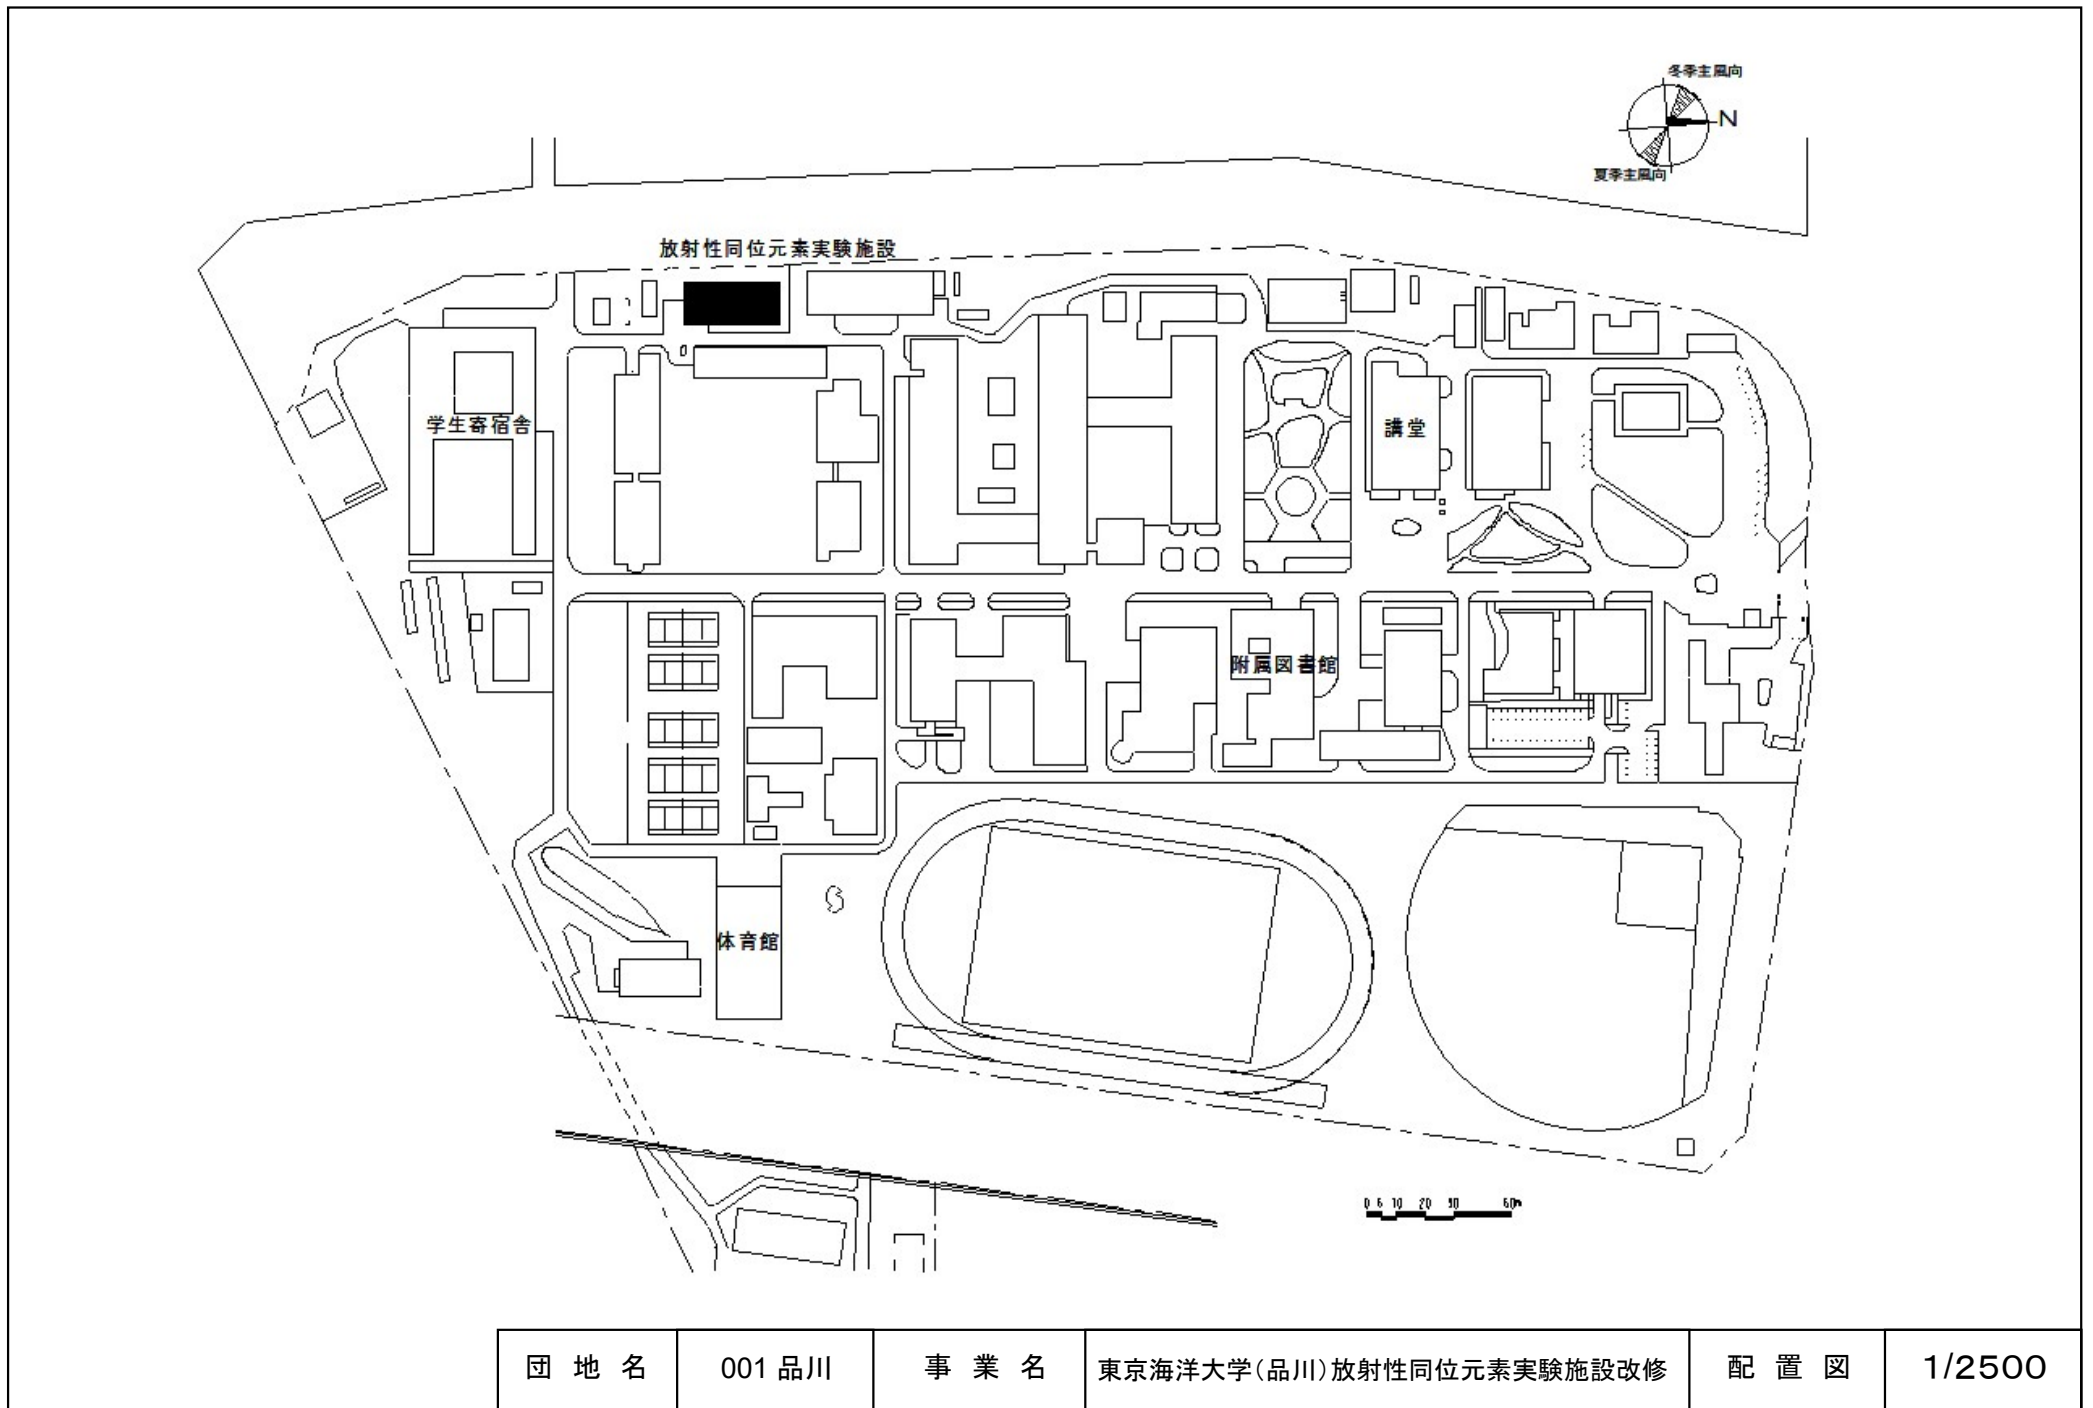 冬季主風向
N
夏季主風向
放射性同位元素実験施設
学生寄宿舎
講堂
附属図書館
体育館
団地名 001 品川 事業名 東京海洋大学(品川)放射性同位元素実験施設改修 配置図 1/2500